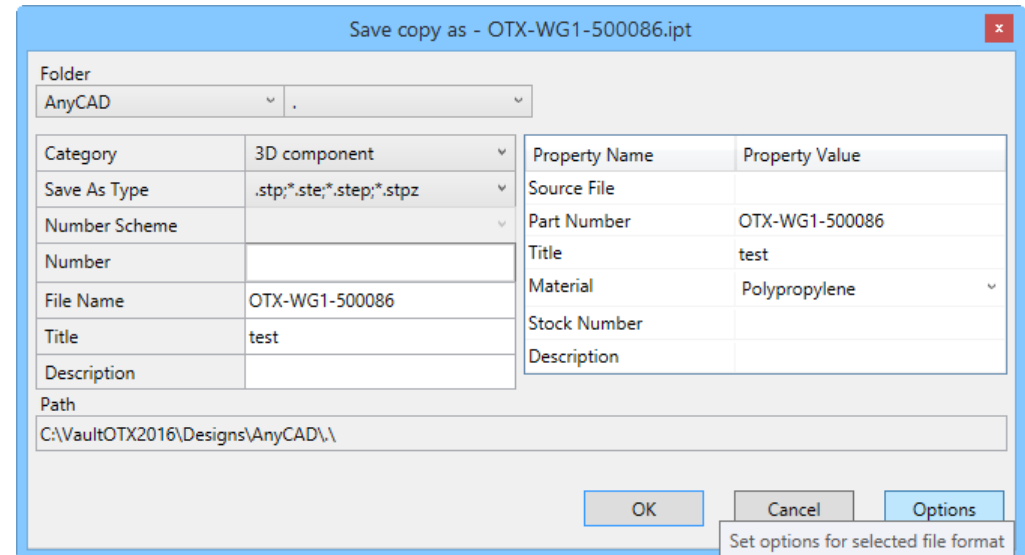 Save copy as - OTX-WG1-500086.ipt
x
Folder
AnyCAD .
Category 3D component
Save As Type .stp;*.ste;*.step;*.stpz
Number Scheme
Number
File Name OTX-WG1-500086
Title test
Description
Property Name Property Value
Source File
Part Number OTX-WG1-500086
Title test
Material Polypropylene
Stock Number
Description
Path
C:\VaultOTX2016\Designs\AnyCAD\.\
OK Cancel Options
Set options for selected file format